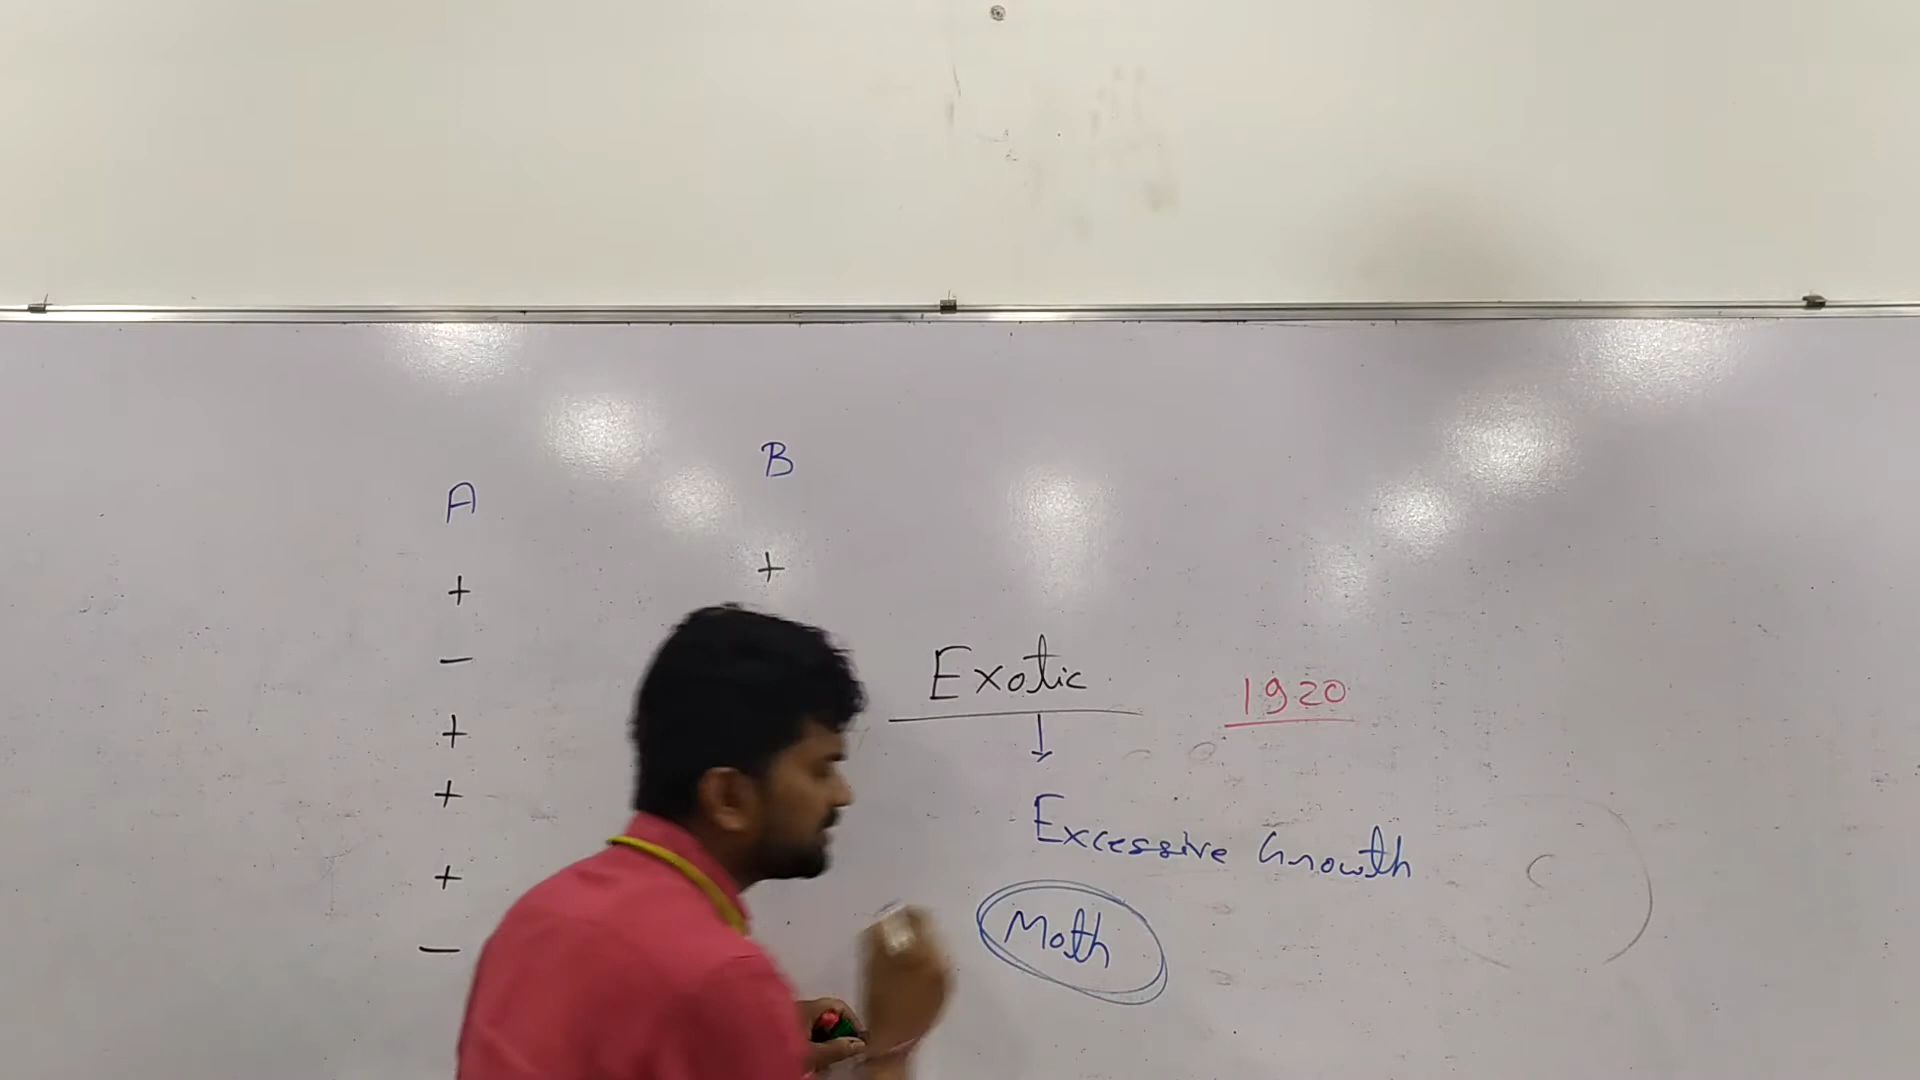 B
A
+
+
−
Exotic
1920
+
↓
+
Excessive Growth
+
Moth
−